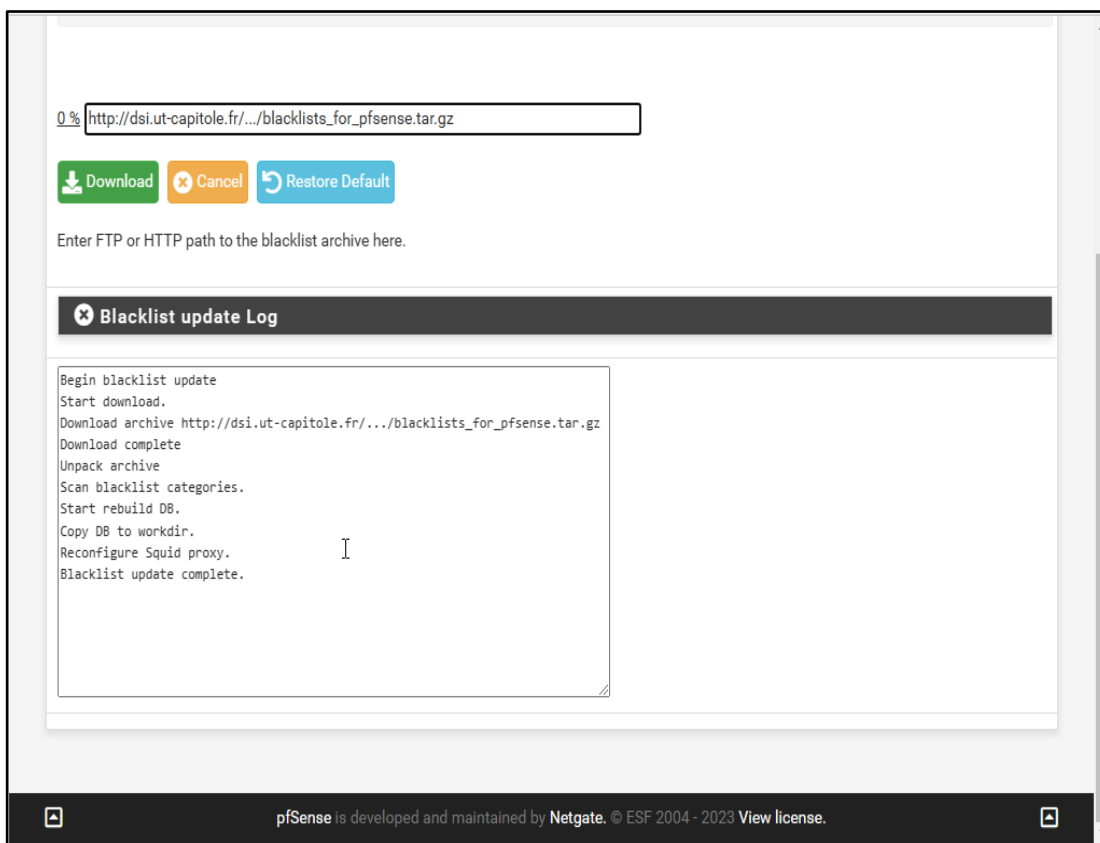 0 % http://dsi.ut-capitole.fr/.../blacklists_for_pfsense.tar.gz
Download Cancel Restore Default
Enter FTP or HTTP path to the blacklist archive here.
Blacklist update Log
Begin blacklist update
Start download.
Download archive http://dsi.ut-capitole.fr/.../blacklists_for_pfsense.tar.gz
Download complete
Unpack archive
Scan blacklist categories.
Start rebuild DB.
Copy DB to workdir.
Reconfigure Squid proxy.
Blacklist update complete.
pfSense is developed and maintained by Netgate. © ESF 2004 - 2023 View license.